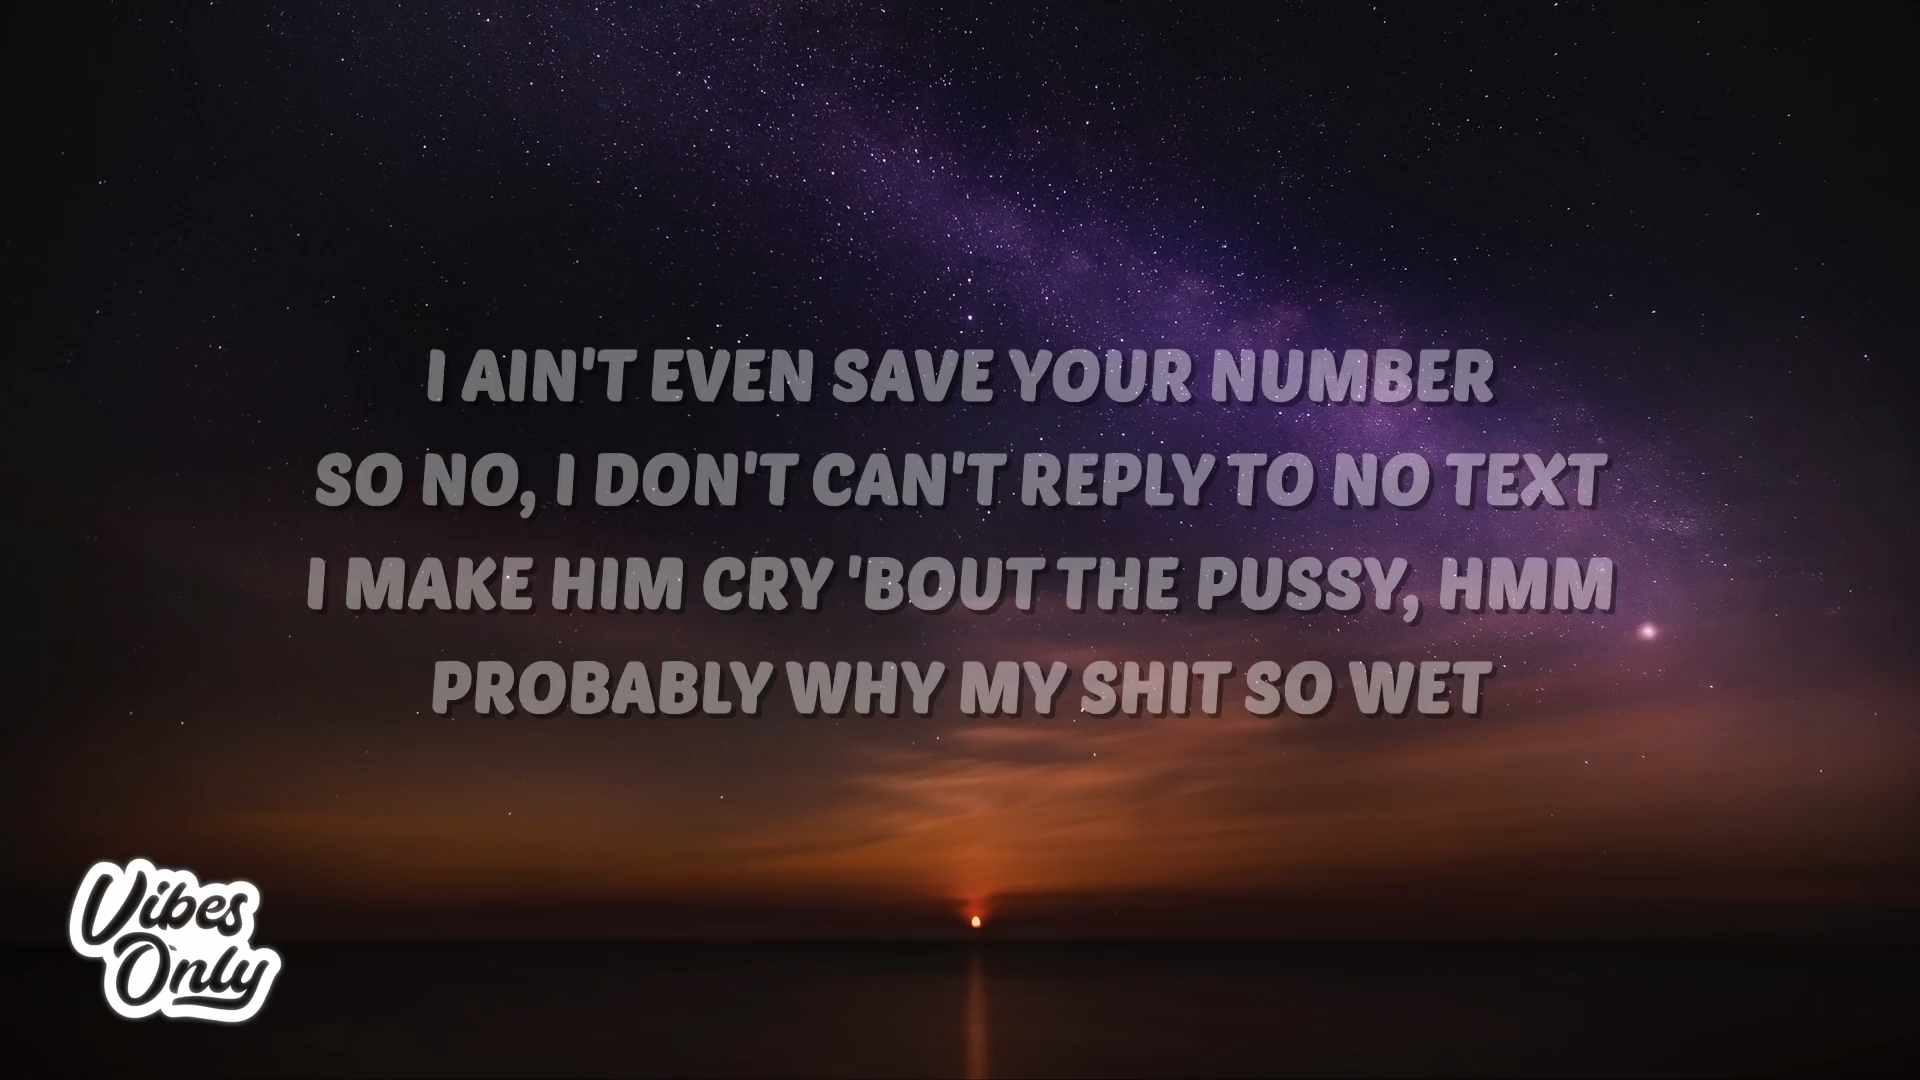 I AIN'T EVEN SAVE YOUR NUMBER
SO NO, I DON'T CAN'T REPLY TO NO TEXT
I MAKE HIM CRY 'BOUT THE PUSSY, HMM
PROBABLY WHY MY SHIT SO WET
Vibes
Only